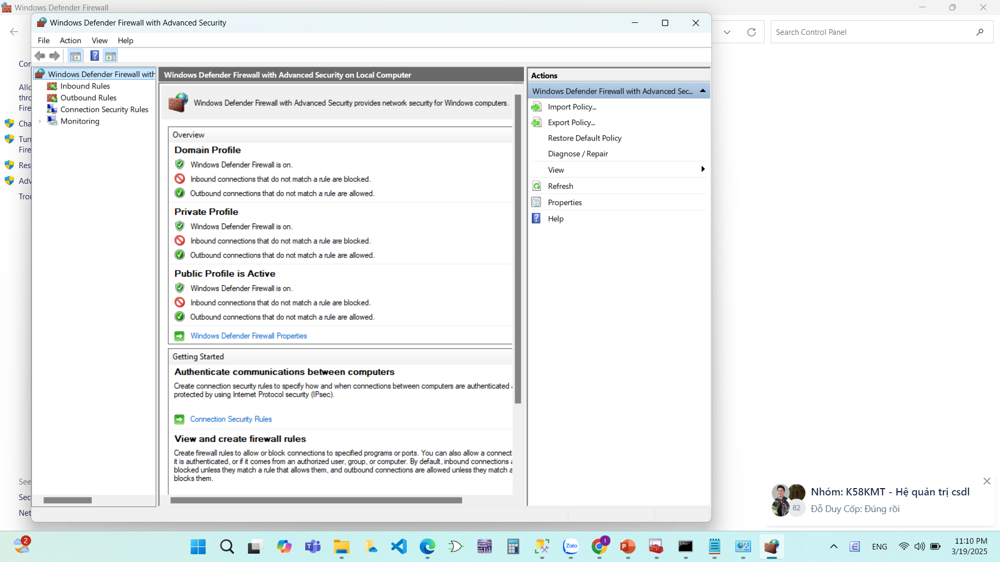 Windows Defender Firewall
Windows Defender Firewall with Advanced Security
File Action View Help
Search Control Panel
Windows Defender Firewall with
Inbound Rules
Outbound Rules
Connection Security Rules
Monitoring
Windows Defender Firewall with Advanced Security on Local Computer
Windows Defender Firewall with Advanced Security provides network security for Windows computers.
Overview
Domain Profile
Windows Defender Firewall is on.
Inbound connections that do not match a rule are blocked.
Outbound connections that do not match a rule are allowed.
Private Profile
Windows Defender Firewall is on.
Inbound connections that do not match a rule are blocked.
Outbound connections that do not match a rule are allowed.
Public Profile is Active
Windows Defender Firewall is on.
Inbound connections that do not match a rule are blocked.
Outbound connections that do not match a rule are allowed.
Windows Defender Firewall Properties
Getting Started
Authenticate communications between computers
Create connection security rules to specify how and when connections between computers are authenticated
protected by using Internet Protocol security (IPsec).
Connection Security Rules
View and create firewall rules
Create firewall rules to allow or block connections to specified programs or ports. You can also allow a connect
it is authenticated, or if it comes from an authorized user, group, or computer. By default, inbound connections a
blocked unless they match a rule that allows them, and outbound connections are allowed unless they match a
blocks them.
Actions
Windows Defender Firewall with Advanced Sec...
Import Policy...
Export Policy...
Restore Default Policy
Diagnose / Repair
View
Refresh
Properties
Help
Cor
Allo
thro
Fire
Cha
Turn
Fire
Res
Adv
Trou
See
Sec
Net
Nhóm: K58KMT - Hệ quản trị csdl
82
Đỗ Duy Cốp: Đúng rồi
2
Zalo
t
E
ENG
11:10 PM
3/19/2025